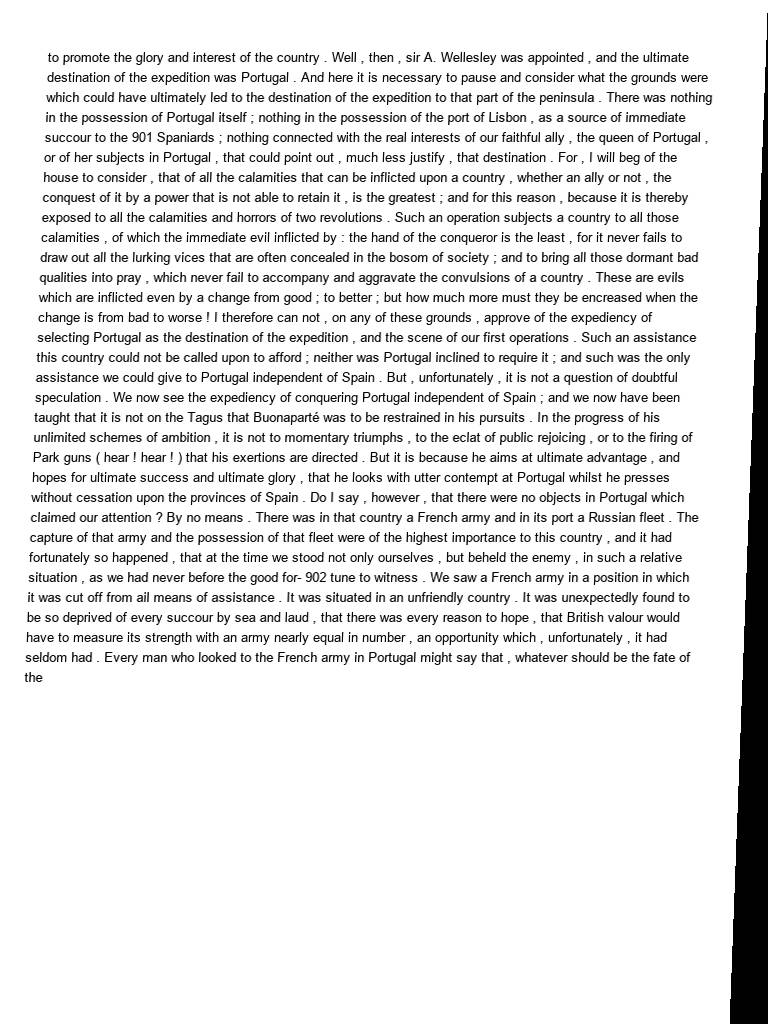 to promote the glory and interest of the country . Well , then , sir A. Wellesley was appointed , and the ultimate
destination of the expedition was Portugal . And here it is necessary to pause and consider what the grounds were
which could have ultimately led to the destination of the expedition to that part of the peninsula . There was nothing
in the possession of Portugal itself ; nothing in the possession of the port of Lisbon , as a source of immediate
succour to the 901 Spaniards ; nothing connected with the real interests of our faithful ally , the queen of Portugal ,
or of her subjects in Portugal , that could point out , much less justify , that destination . For , I will beg of the
house to consider , that of all the calamities that can be inflicted upon a country , whether an ally or not , the
conquest of it by a power that is not able to retain it , is the greatest ; and for this reason , because it is thereby
exposed to all the calamities and horrors of two revolutions . Such an operation subjects a country to all those
calamities , of which the immediate evil inflicted by : the hand of the conqueror is the least , for it never fails to
draw out all the lurking vices that are often concealed in the bosom of society ; and to bring all those dormant bad
qualities into pray , which never fail to accompany and aggravate the convulsions of a country . These are evils
which are inflicted even by a change from good ; to better ; but how much more must they be encreased when the
change is from bad to worse ! I therefore can not , on any of these grounds , approve of the expediency of
selecting Portugal as the destination of the expedition , and the scene of our first operations . Such an assistance
this country could not be called upon to afford ; neither was Portugal inclined to require it ; and such was the only
assistance we could give to Portugal independent of Spain . But , unfortunately , it is not a question of doubtful
speculation . We now see the expediency of conquering Portugal independent of Spain ; and we now have been
taught that it is not on the Tagus that Buonaparté was to be restrained in his pursuits . In the progress of his
unlimited schemes of ambition , it is not to momentary triumphs , to the eclat of public rejoicing , or to the firing of
Park guns ( hear ! hear ! ) that his exertions are directed . But it is because he aims at ultimate advantage , and
hopes for ultimate success and ultimate glory , that he looks with utter contempt at Portugal whilst he presses
without cessation upon the provinces of Spain . Do I say , however , that there were no objects in Portugal which
claimed our attention ? By no means . There was in that country a French army and in its port a Russian fleet . The
capture of that army and the possession of that fleet were of the highest importance to this country , and it had
fortunately so happened , that at the time we stood not only ourselves , but beheld the enemy , in such a relative
situation , as we had never before the good for- 902 tune to witness . We saw a French army in a position in which
it was cut off from ail means of assistance . It was situated in an unfriendly country . It was unexpectedly found to
be so deprived of every succour by sea and laud , that there was every reason to hope , that British valour would
have to measure its strength with an army nearly equal in number , an opportunity which , unfortunately , it had
seldom had . Every man who looked to the French army in Portugal might say that , whatever should be the fate of
the